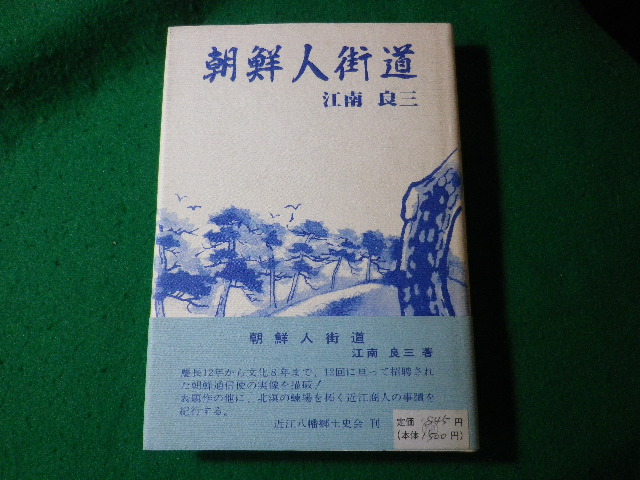 朝鮮人街道
江南 良三
朝鮮人街道
江南 良三 著
慶長12年から文化8年まで、12回に亘って招聘され
た朝鮮通信使の実像を描破！
表題作の他に、北漠の鰊場を拓く近江商人の事蹟を
紀行する。
近江八幡郷土史会 刊
定価 1545 円
(本体 1500 円)